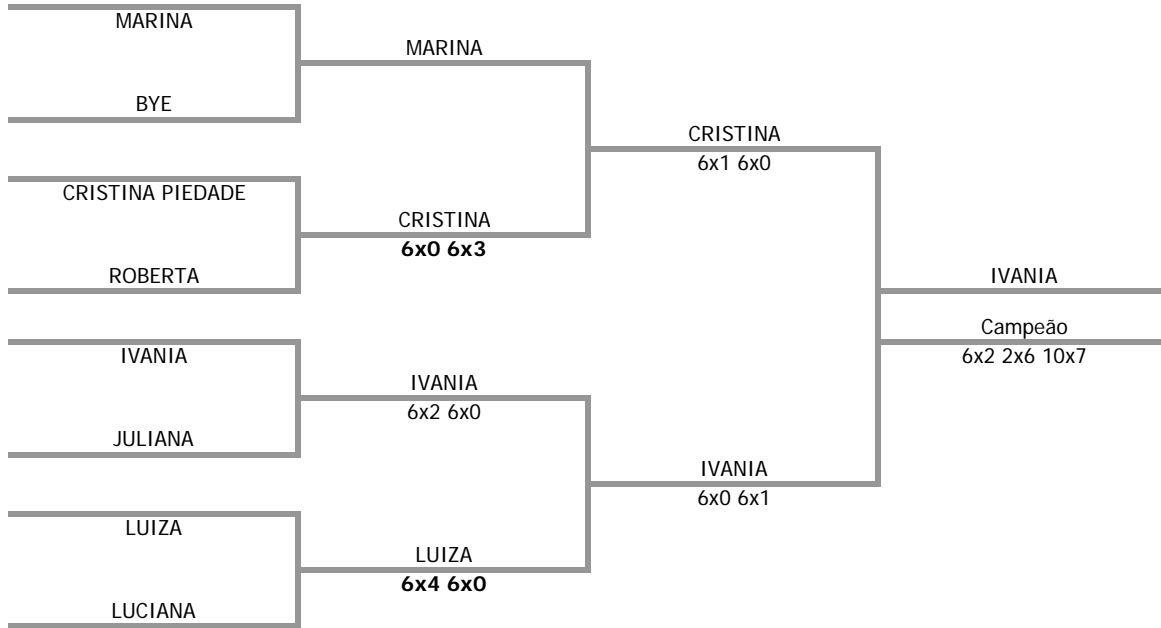 MARINA
MARINA
BYE
CRISTINA
6x1 6x0
CRISTINA PIEDADE
CRISTINA
6x0 6x3
ROBERTA
IVANIA
Campeão
6x2 2x6 10x7
IVANIA
IVANIA
6x2 6x0
JULIANA
IVANIA
6x0 6x1
LUIZA
LUIZA
6x4 6x0
LUCIANA